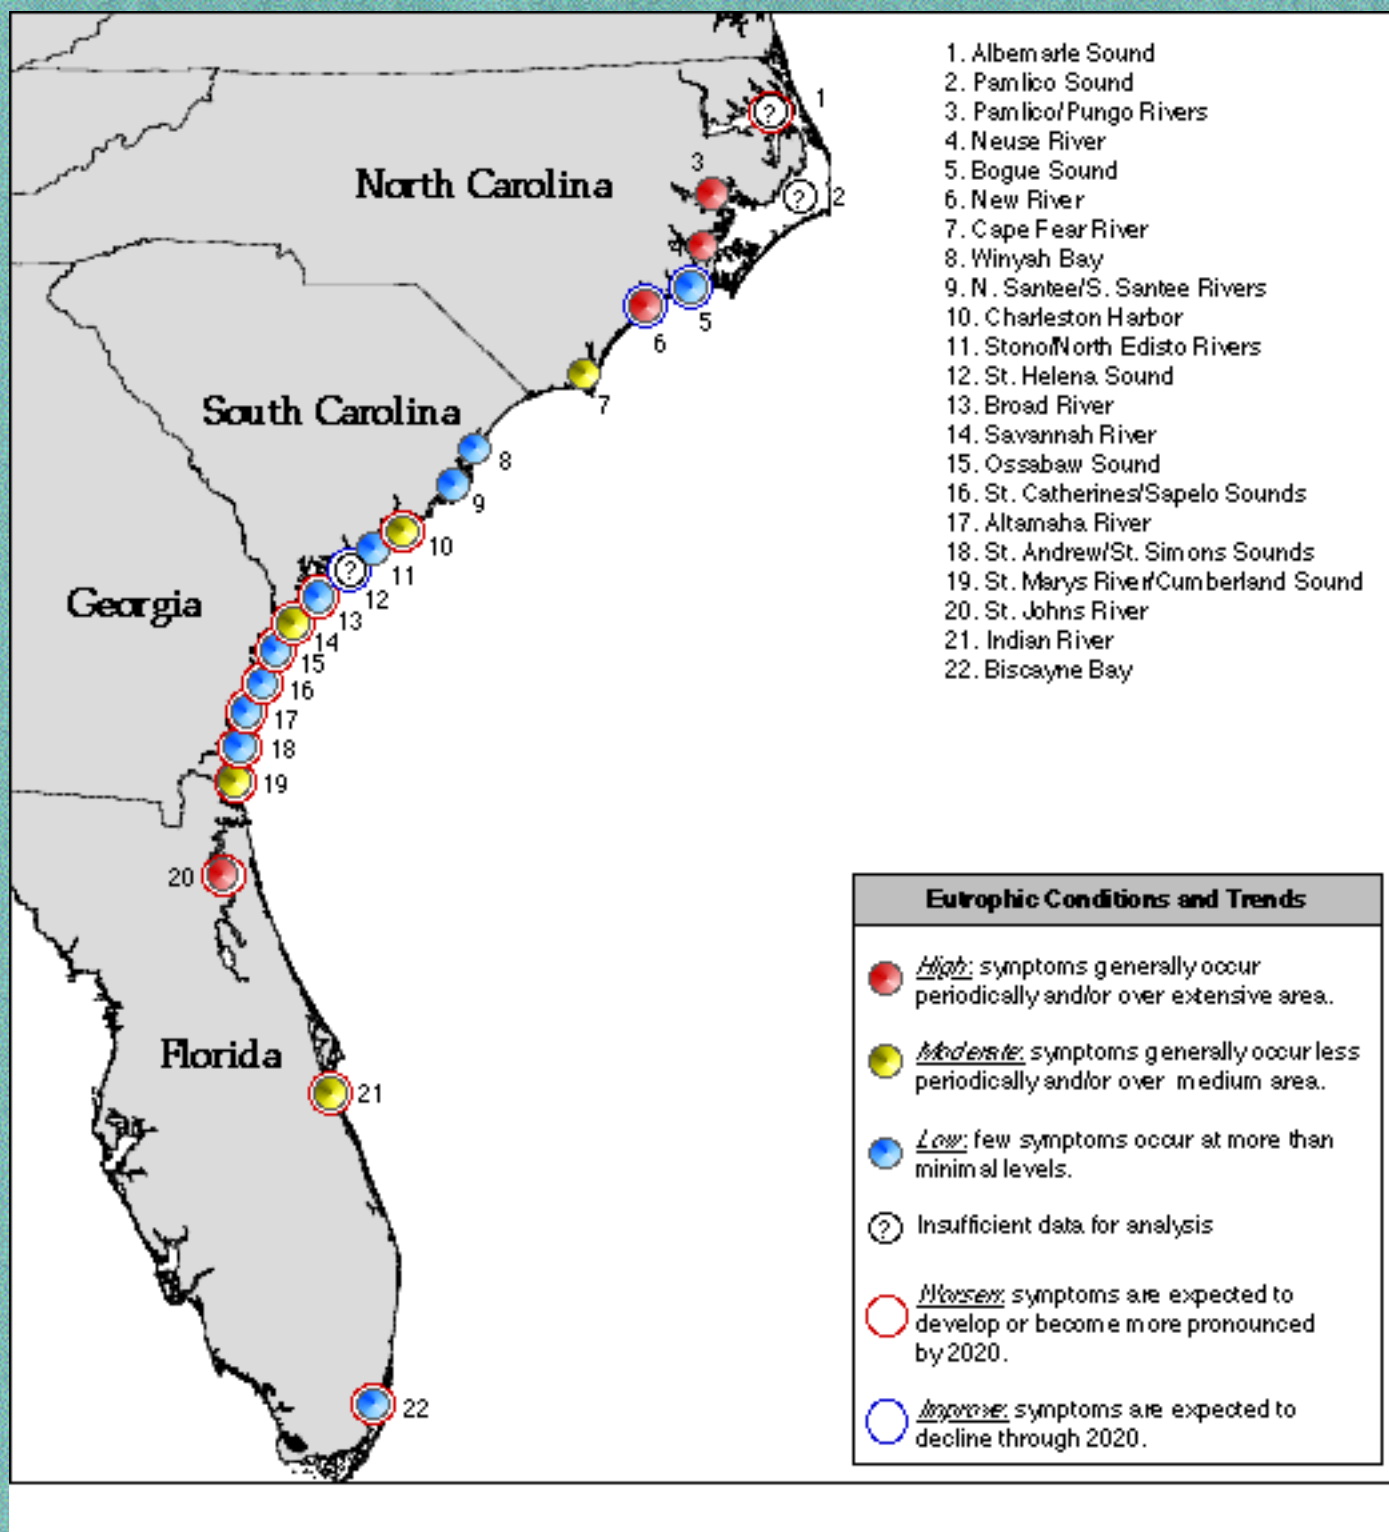 1. Albemarle Sound
2. Pamlico Sound
3. Pamlico/Pungo Rivers
4. Neuse River
5. Bogue Sound
6. New River
7. Cape Fear River
8. Winyah Bay
9. N. Santee/S. Santee Rivers
10. Charleston Harbor
11. Stono/North Edisto Rivers
12. St. Helena Sound
13. Broad River
14. Savannah River
15. Ossabaw Sound
16. St. Catherines/Sapelo Sounds
17. Altamaha River
18. St. Andrew/St. Simons Sounds
19. St. Marys River/Cumberland Sound
20. St. Johns River
21. Indian River
22. Biscayne Bay
?
1
North Carolina
3
?
2
4
5
6
7
South Carolina
8
9
10
11
?
12
Georgia
13
14
15
16
17
18
19
20
Florida
21
22
Eutrophic Conditions and Trends
High: symptoms generally occur
periodically and/or over extensive area..
Moderate: symptoms generally occur less
periodically and/or over medium area..
Low: few symptoms occur at more than
minimal levels.
? Insufficient data for analysis
Worsen: symptoms are expected to
develop or become more pronounced
by 2020.
Improve: symptoms are expected to
decline through 2020.